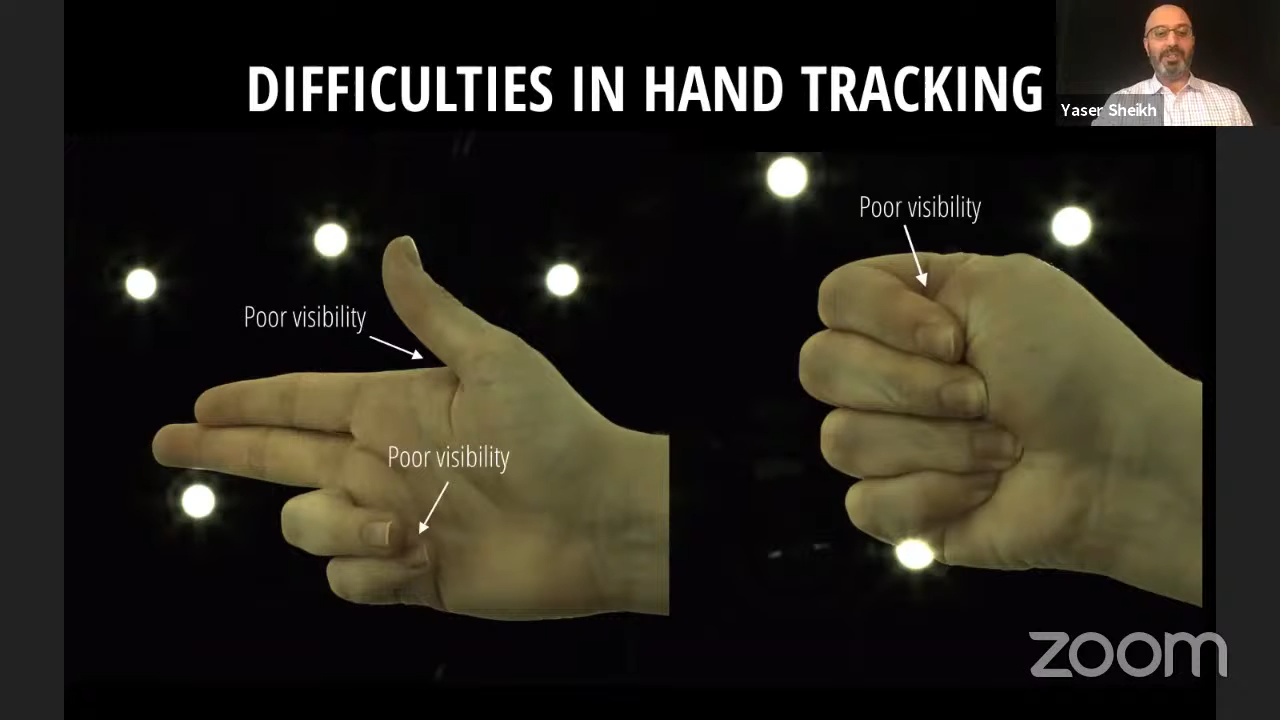 DIFFICULTIES IN HAND TRACKING
Yaser Sheikh
Poor visibility
Poor visibility
Poor visibility
zoom